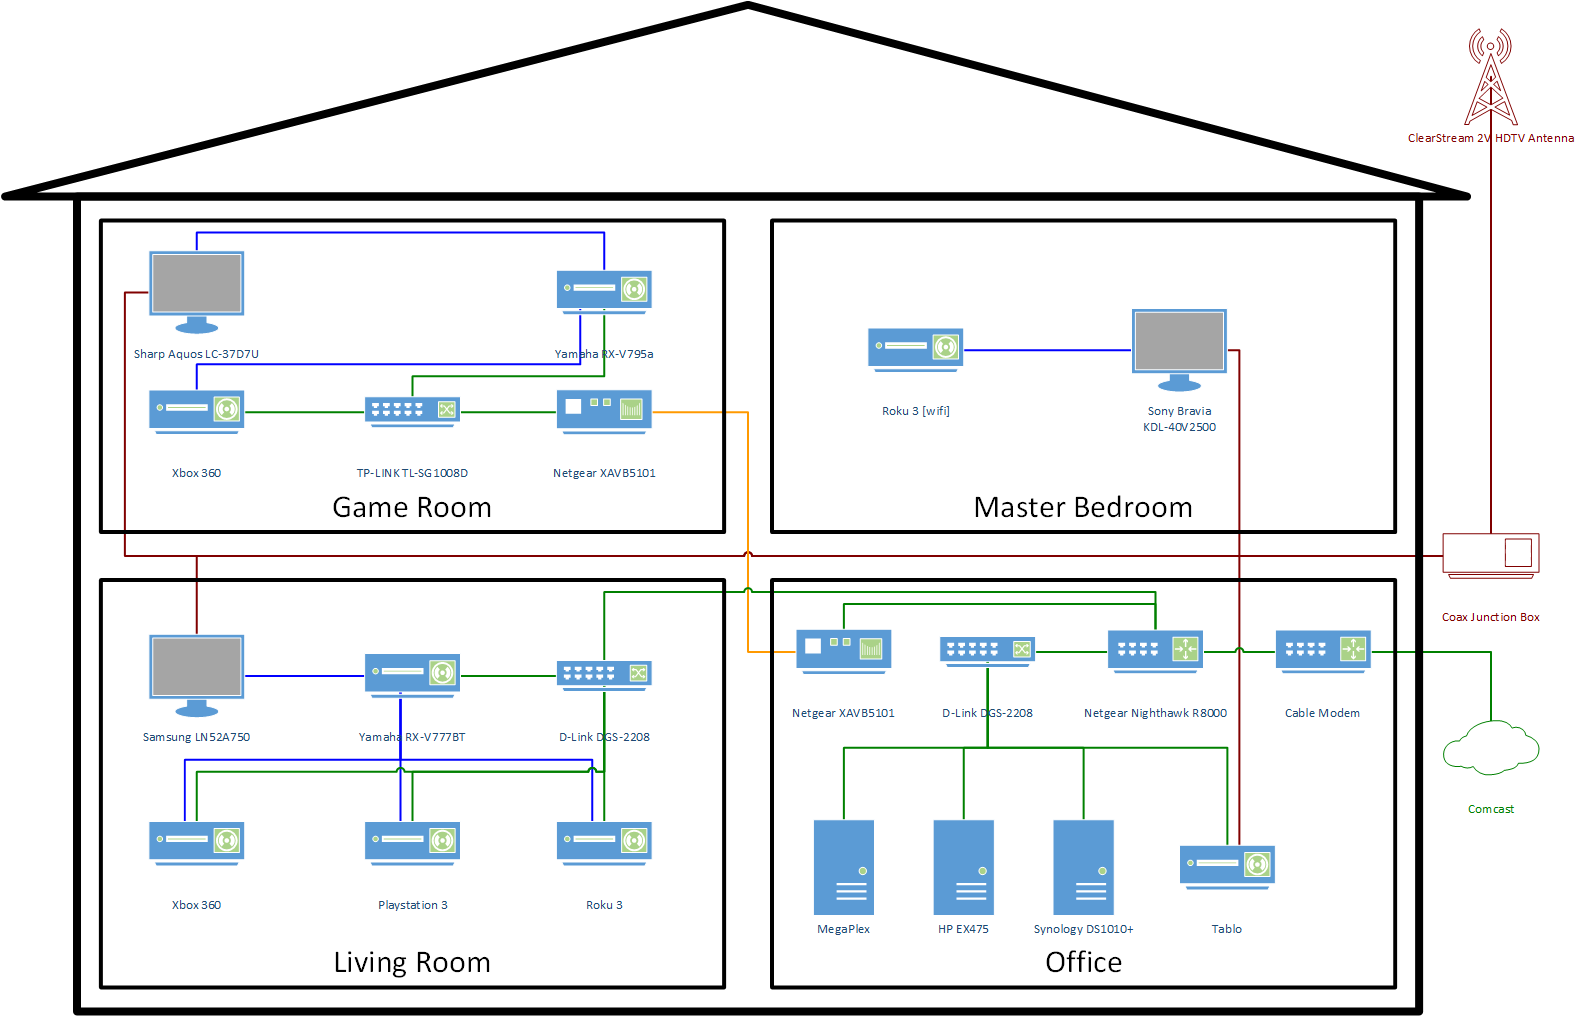 ClearStream 2V HDTV Antenna
Sharp Aquos LC-37D7U
Yamaha RX-V795a
Xbox 360
TP-LINK TL-SG1008D
Netgear XAVB5101
Game Room
Roku 3 [wifi]
Sony Bravia
KDL-40V2500
Master Bedroom
Coax Junction Box
Samsung LN52A750
Yamaha RX-V777BT
D-Link DGS-2208
Xbox 360
Playstation 3
Roku 3
Living Room
Netgear XAVB5101
D-Link DGS-2208
Netgear Nighthawk R8000
Cable Modem
Comcast
MegaPlex
HP EX475
Synology DS1010+
Tablo
Office